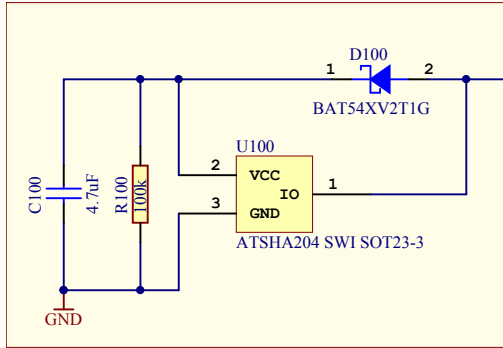 D100
1
2
BAT54XV2T1G
U100
2
VCC
IO
1
3
GND
ATSHA204 SWI SOT23-3
C100
4.7uF
R100
100k
GND